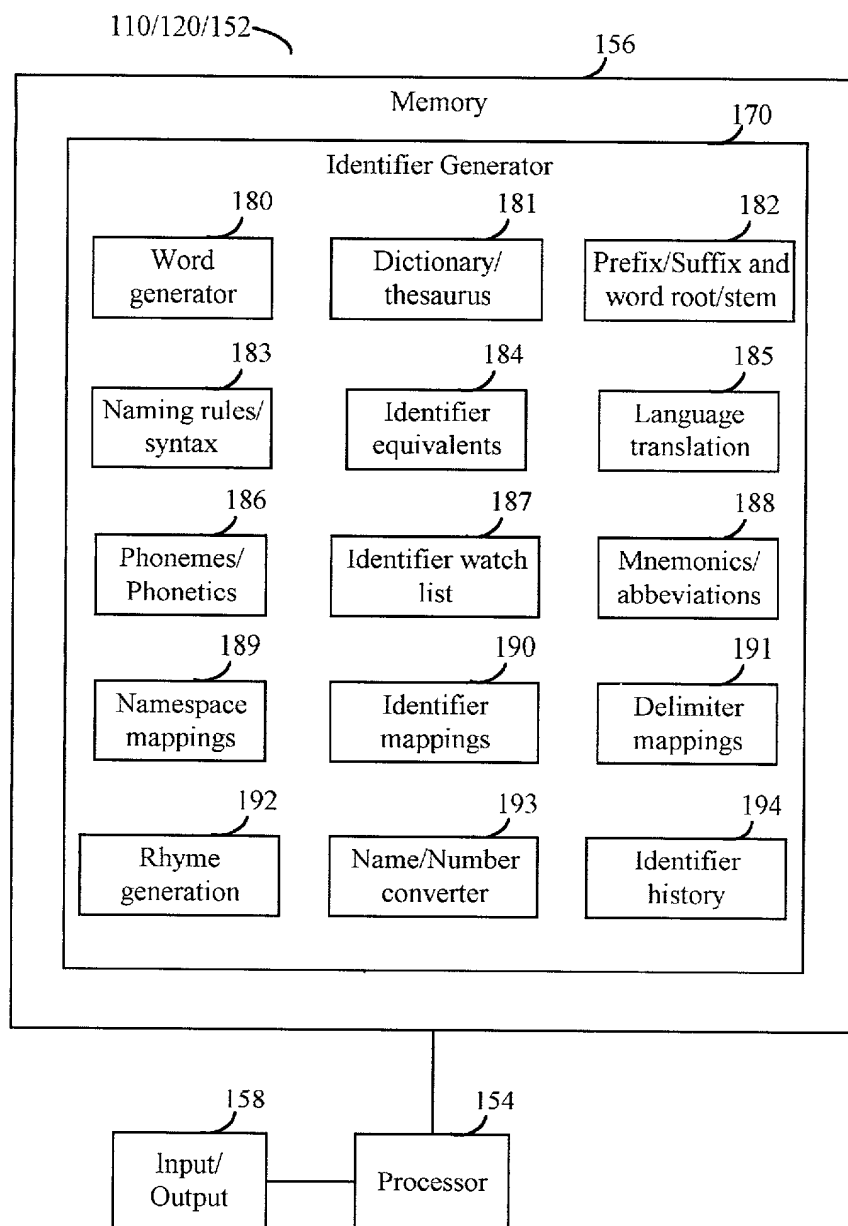 110/120/152
156
Memory
170
Identifier Generator
180
181
182
Word
generator
Dictionary/
thesaurus
Prefix/Suffix and
word root/stem
183
184
185
Naming rules/
syntax
Identifier
equivalents
Language
translation
186
187
188
Phonemes/
Phonetics
Identifier watch
list
Mnemonics/
abbeviations
189
190
191
Namespace
mappings
Identifier
mappings
Delimiter
mappings
192
193
194
Rhyme
generation
Name/Number
converter
Identifier
history
158
154
Input/
Output
Processor